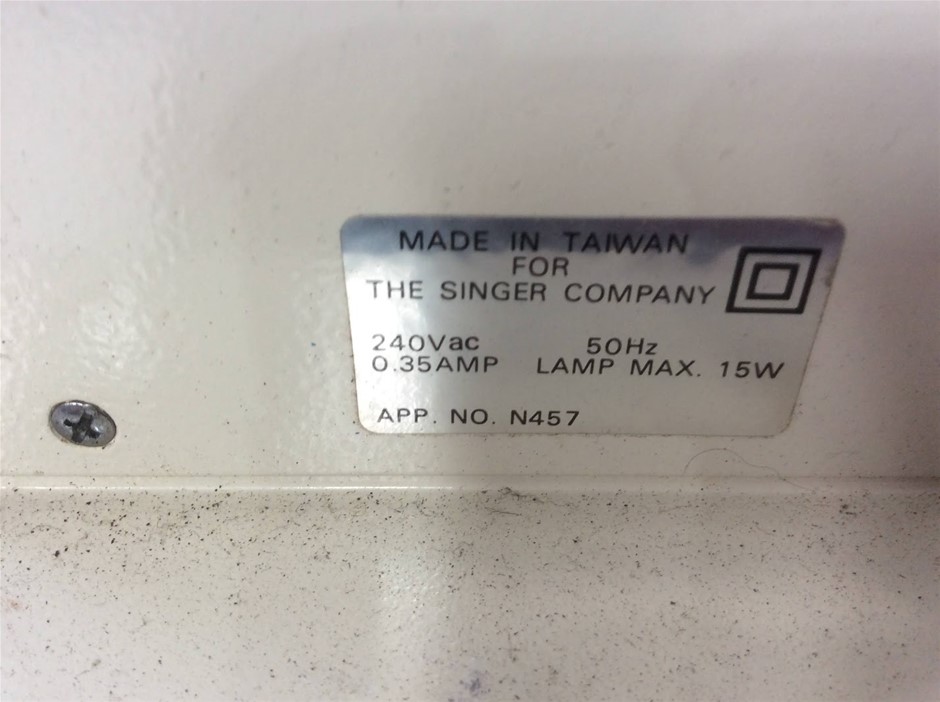 MADE IN TAIWAN
FOR
THE SINGER COMPANY
240Vac 50Hz
0.35AMP LAMP MAX. 15W
APP. NO. N457